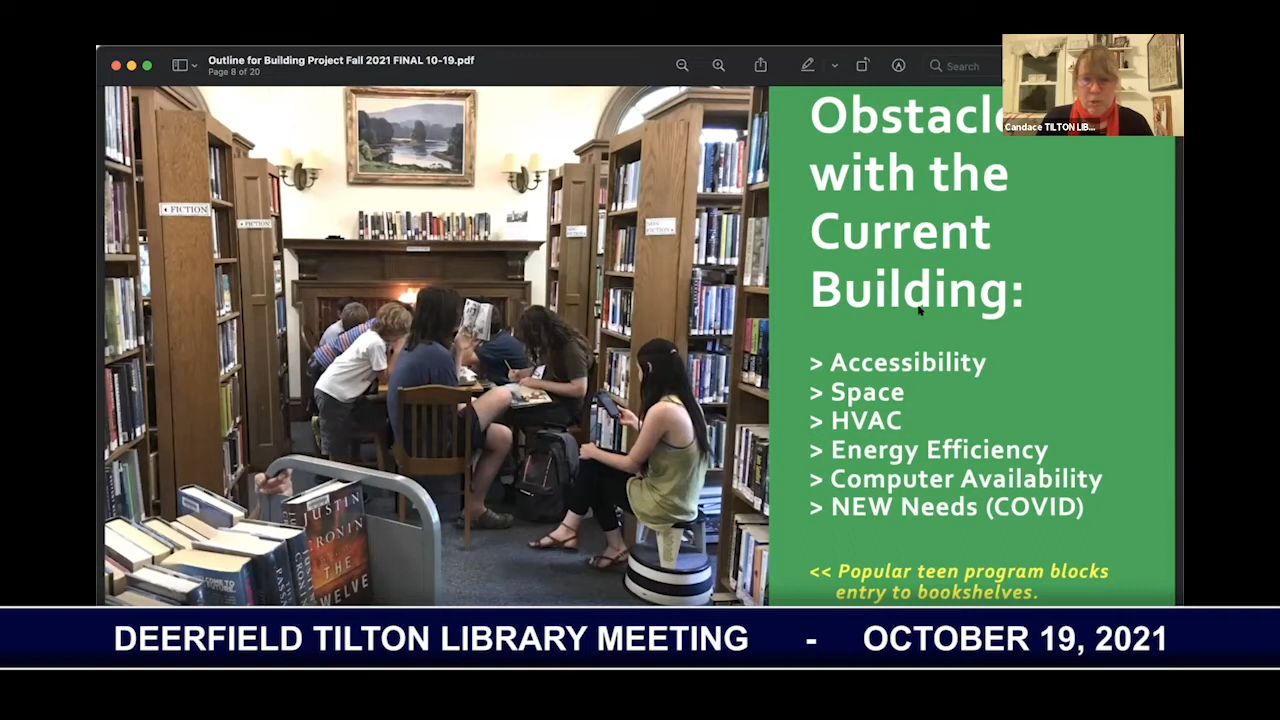 Outline for Building Project Fall 2021 FINAL 10-19.pdf
Page 8 of 20
Search
Candace TILTON LIB...
Obstacle
with the
Current
Building:
> Accessibility
> Space
> HVAC
> Energy Efficiency
> Computer Availability
> NEW Needs (COVID)
<< Popular teen program blocks
entry to bookshelves.
FICTION
FICTION
JUSTIN
CRONIN
THE
TWELVE
DEERFIELD TILTON LIBRARY MEETING - OCTOBER 19, 2021